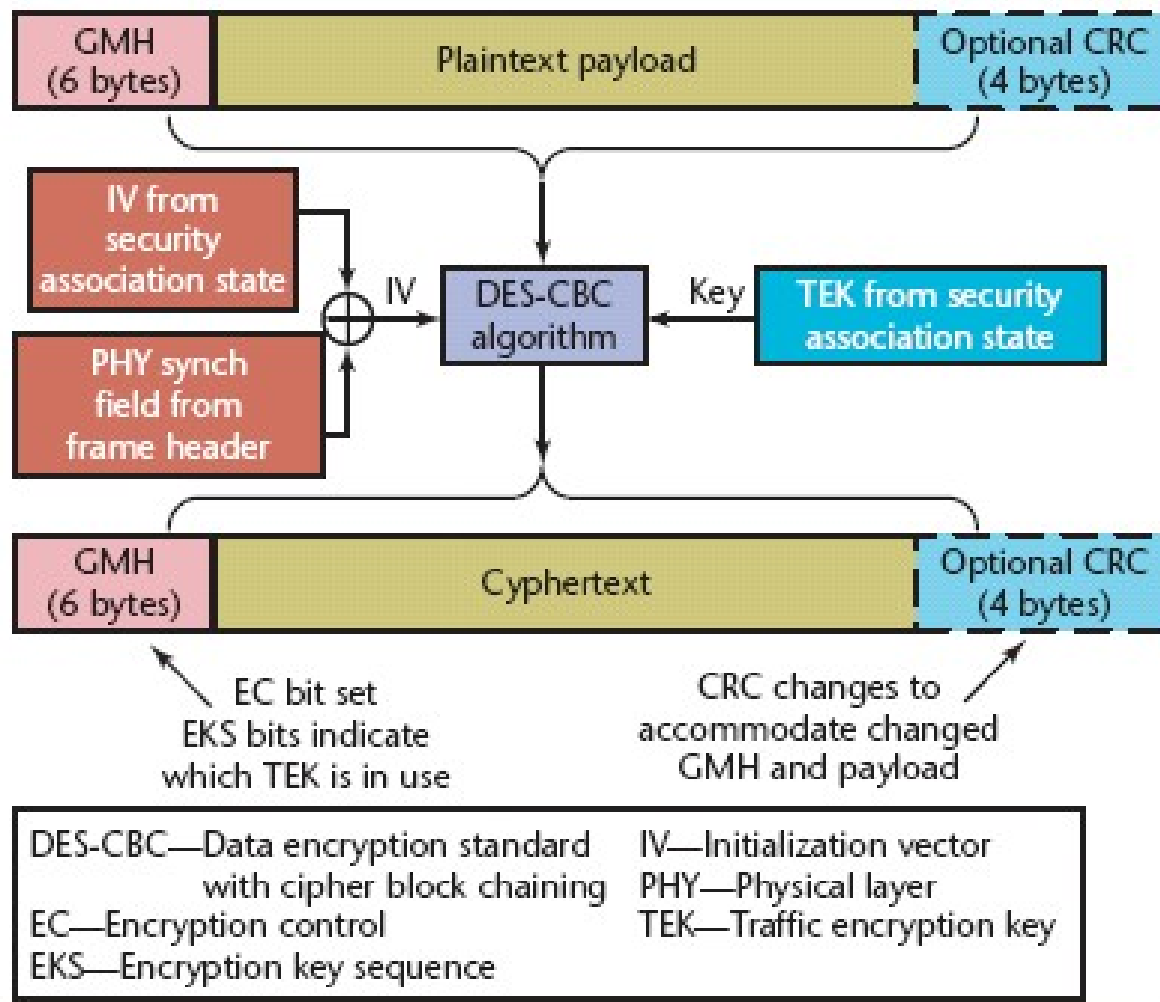 GMH
(6 bytes)
Plaintext payload
Optional CRC
(4 bytes)
IV from
security
association state
PHY synch
field from
frame header
IV
DES-CBC
algorithm
Key
TEK from security
association state
GMH
(6 bytes)
Cyphertext
Optional CRC
(4 bytes)
EC bit set
EKS bits indicate
which TEK is in use
CRC changes to
accommodate changed
GMH and payload
DES-CBC—Data encryption standard
with cipher block chaining
EC—Encryption control
EKS—Encryption key sequence
IV—Initialization vector
PHY—Physical layer
TEK—Traffic encryption key